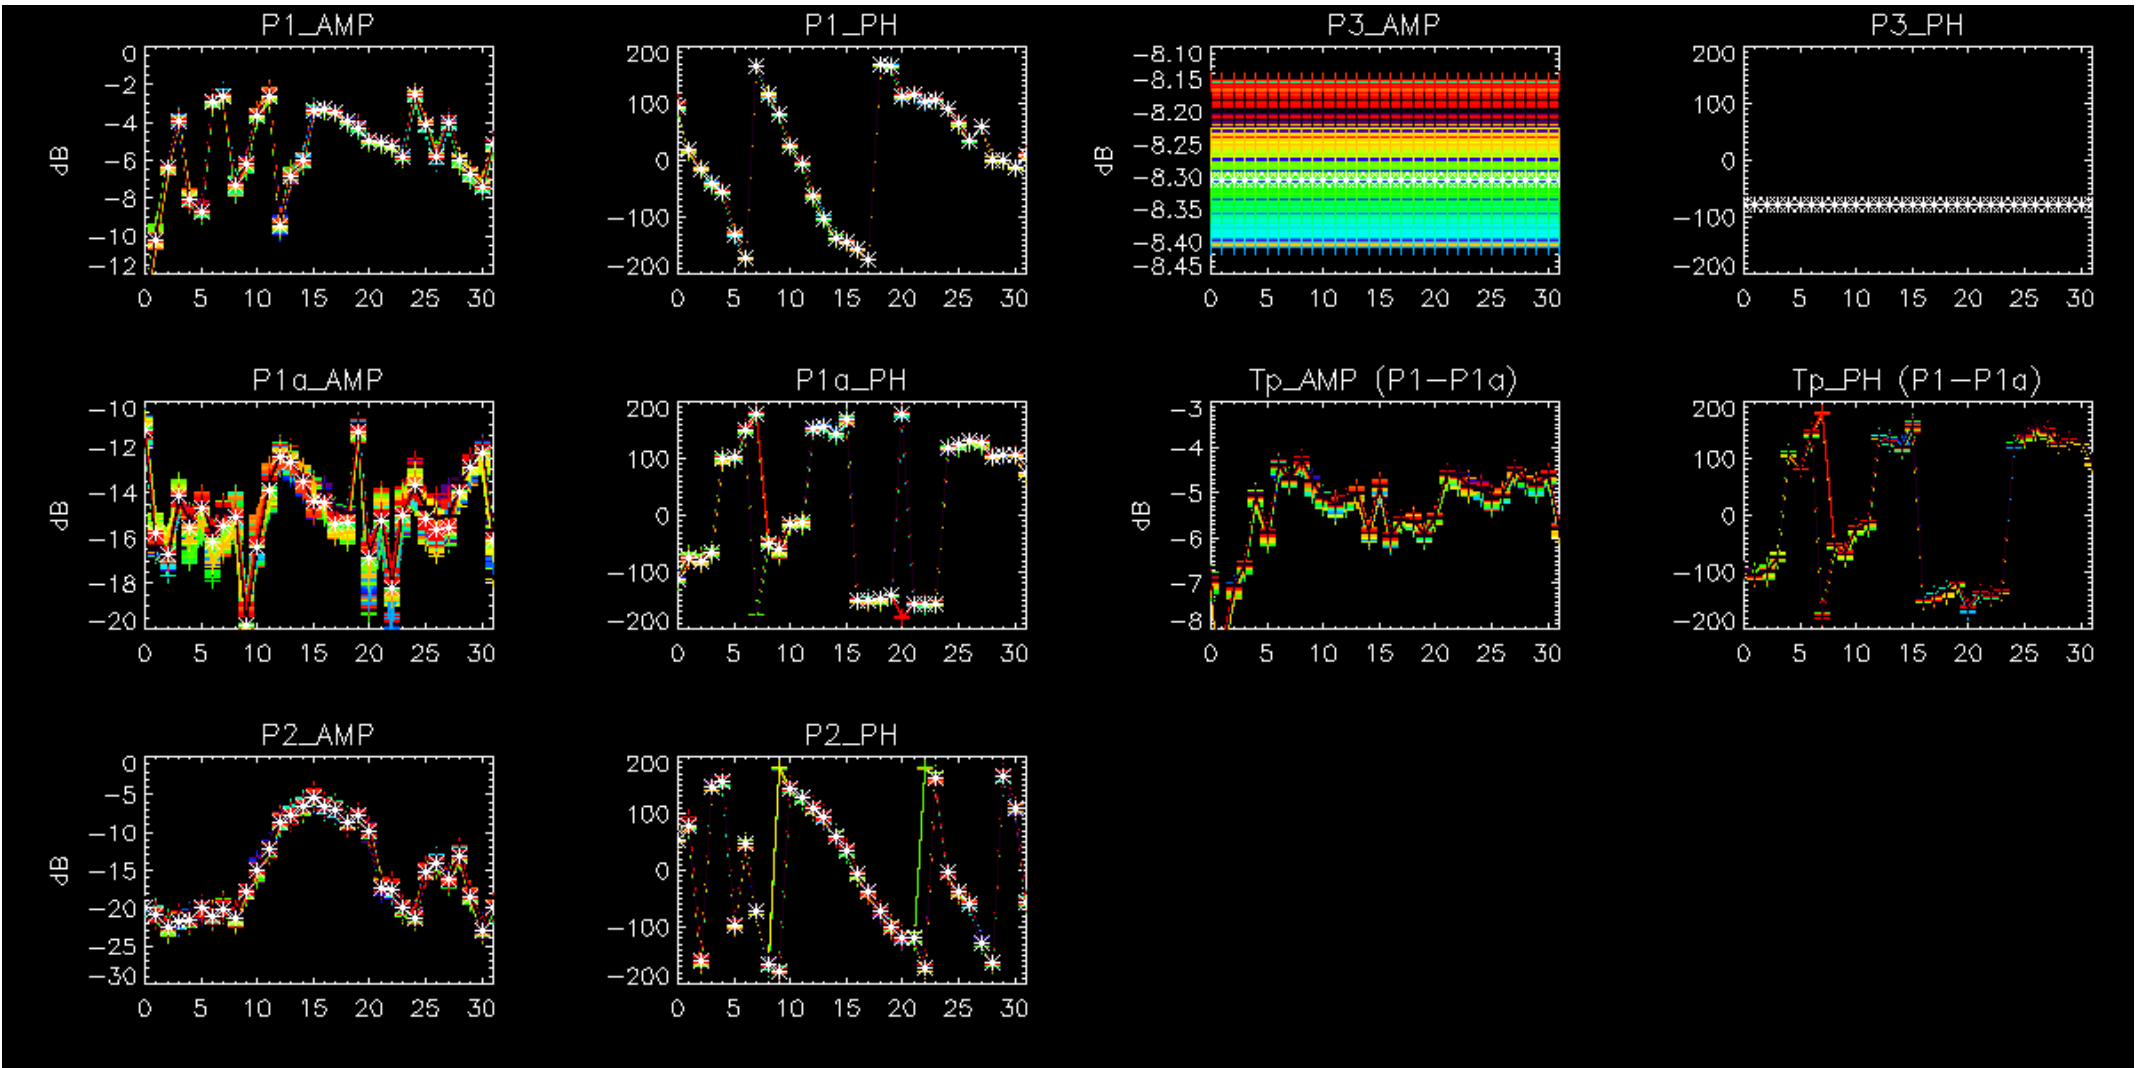 P1_AMP
0
−2
−4
−6
−8
−10
−12
dB
0 5 10 15 20 25 30
P1_PH
200
100
0
−100
−200
0 5 10 15 20 25 30
P3_AMP
−8.10
−8.15
−8.20
−8.25
−8.30
−8.35
−8.40
−8.45
dB
0 5 10 15 20 25 30
P3_PH
200
100
0
−100
−200
0 5 10 15 20 25 30
P1a_AMP
−10
−12
−14
−16
−18
−20
dB
0 5 10 15 20 25 30
P1a_PH
200
100
0
−100
−200
0 5 10 15 20 25 30
Tp_AMP (P1−P1a)
−3
−4
−5
−6
−7
−8
dB
0 5 10 15 20 25 30
Tp_PH (P1−P1a)
200
100
0
−100
−200
0 5 10 15 20 25 30
P2_AMP
0
−5
−10
−15
−20
−25
−30
dB
0 5 10 15 20 25 30
P2_PH
200
100
0
−100
−200
0 5 10 15 20 25 30